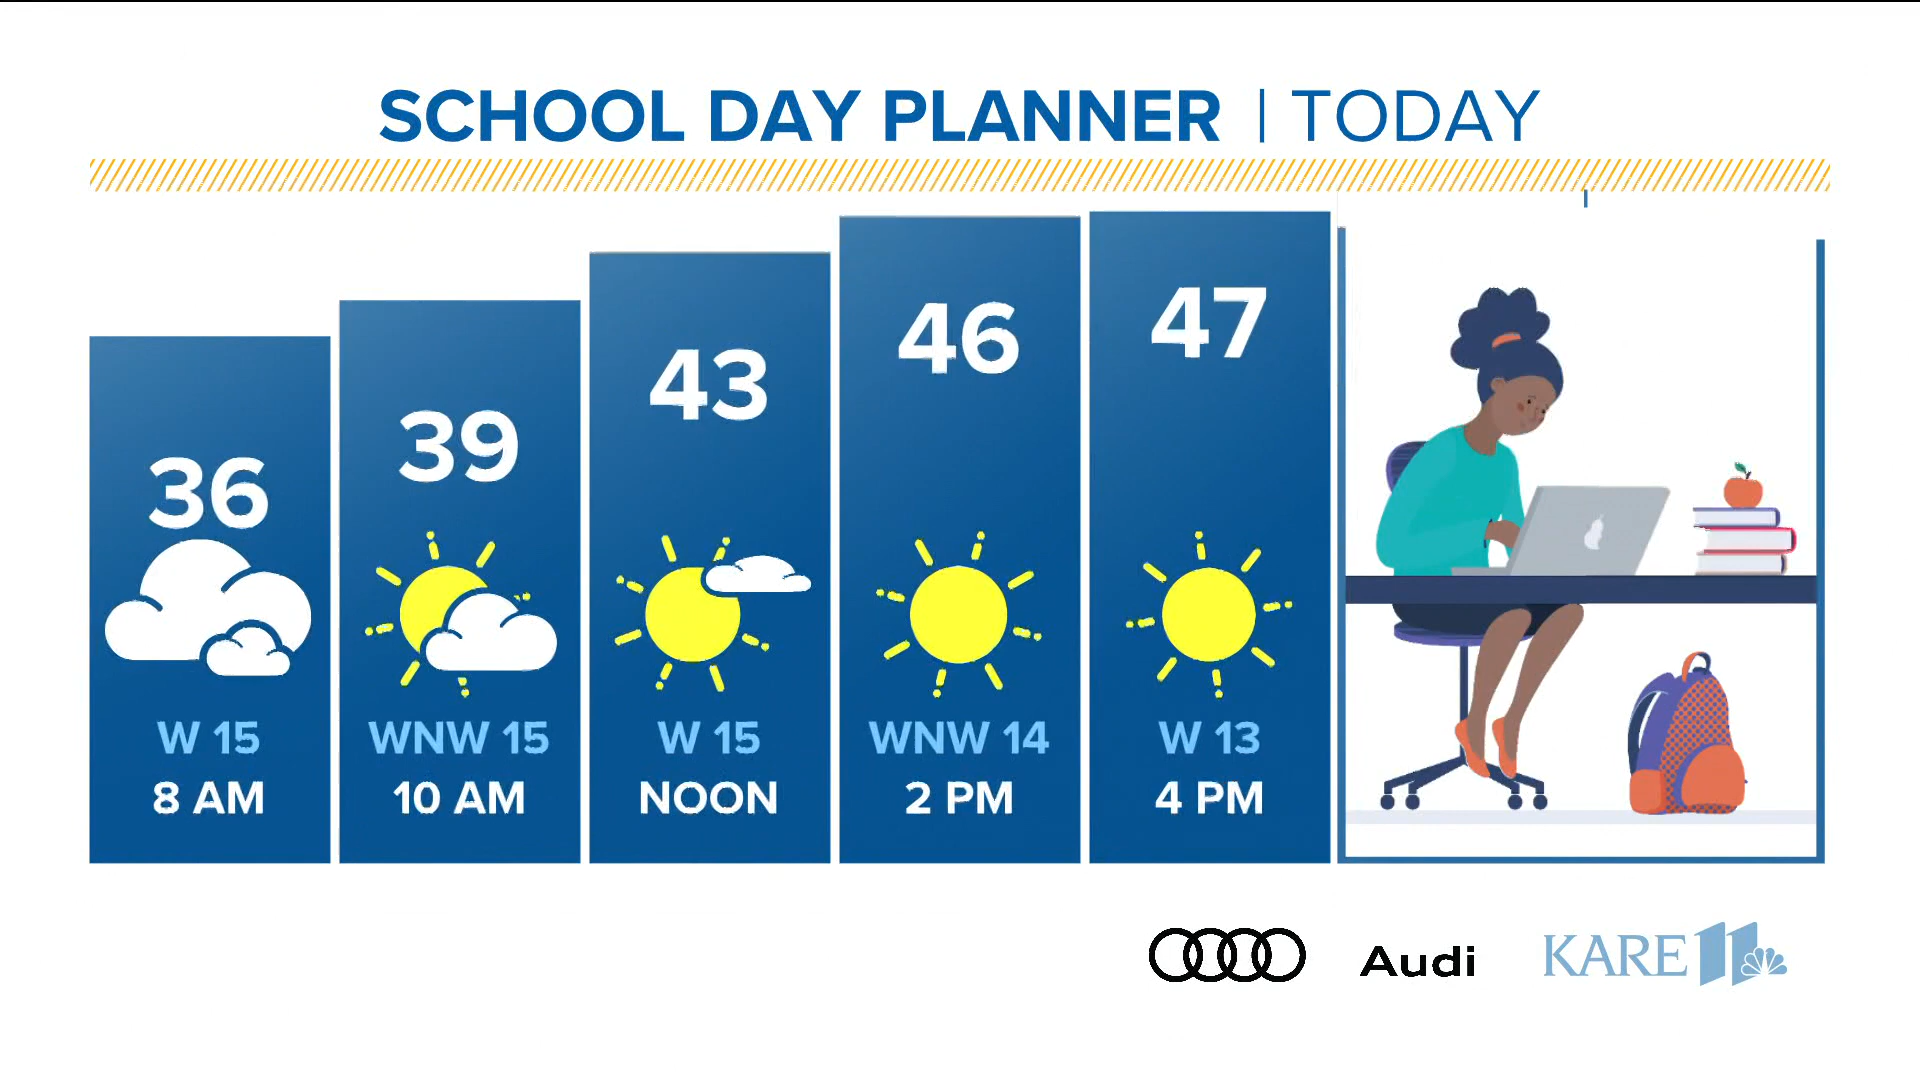 SCHOOL DAY PLANNER | TODAY
36
W 15
8 AM
39
WNW 15
10 AM
43
W 15
NOON
46
WNW 14
2 PM
47
W 13
4 PM
Audi
KARE 11